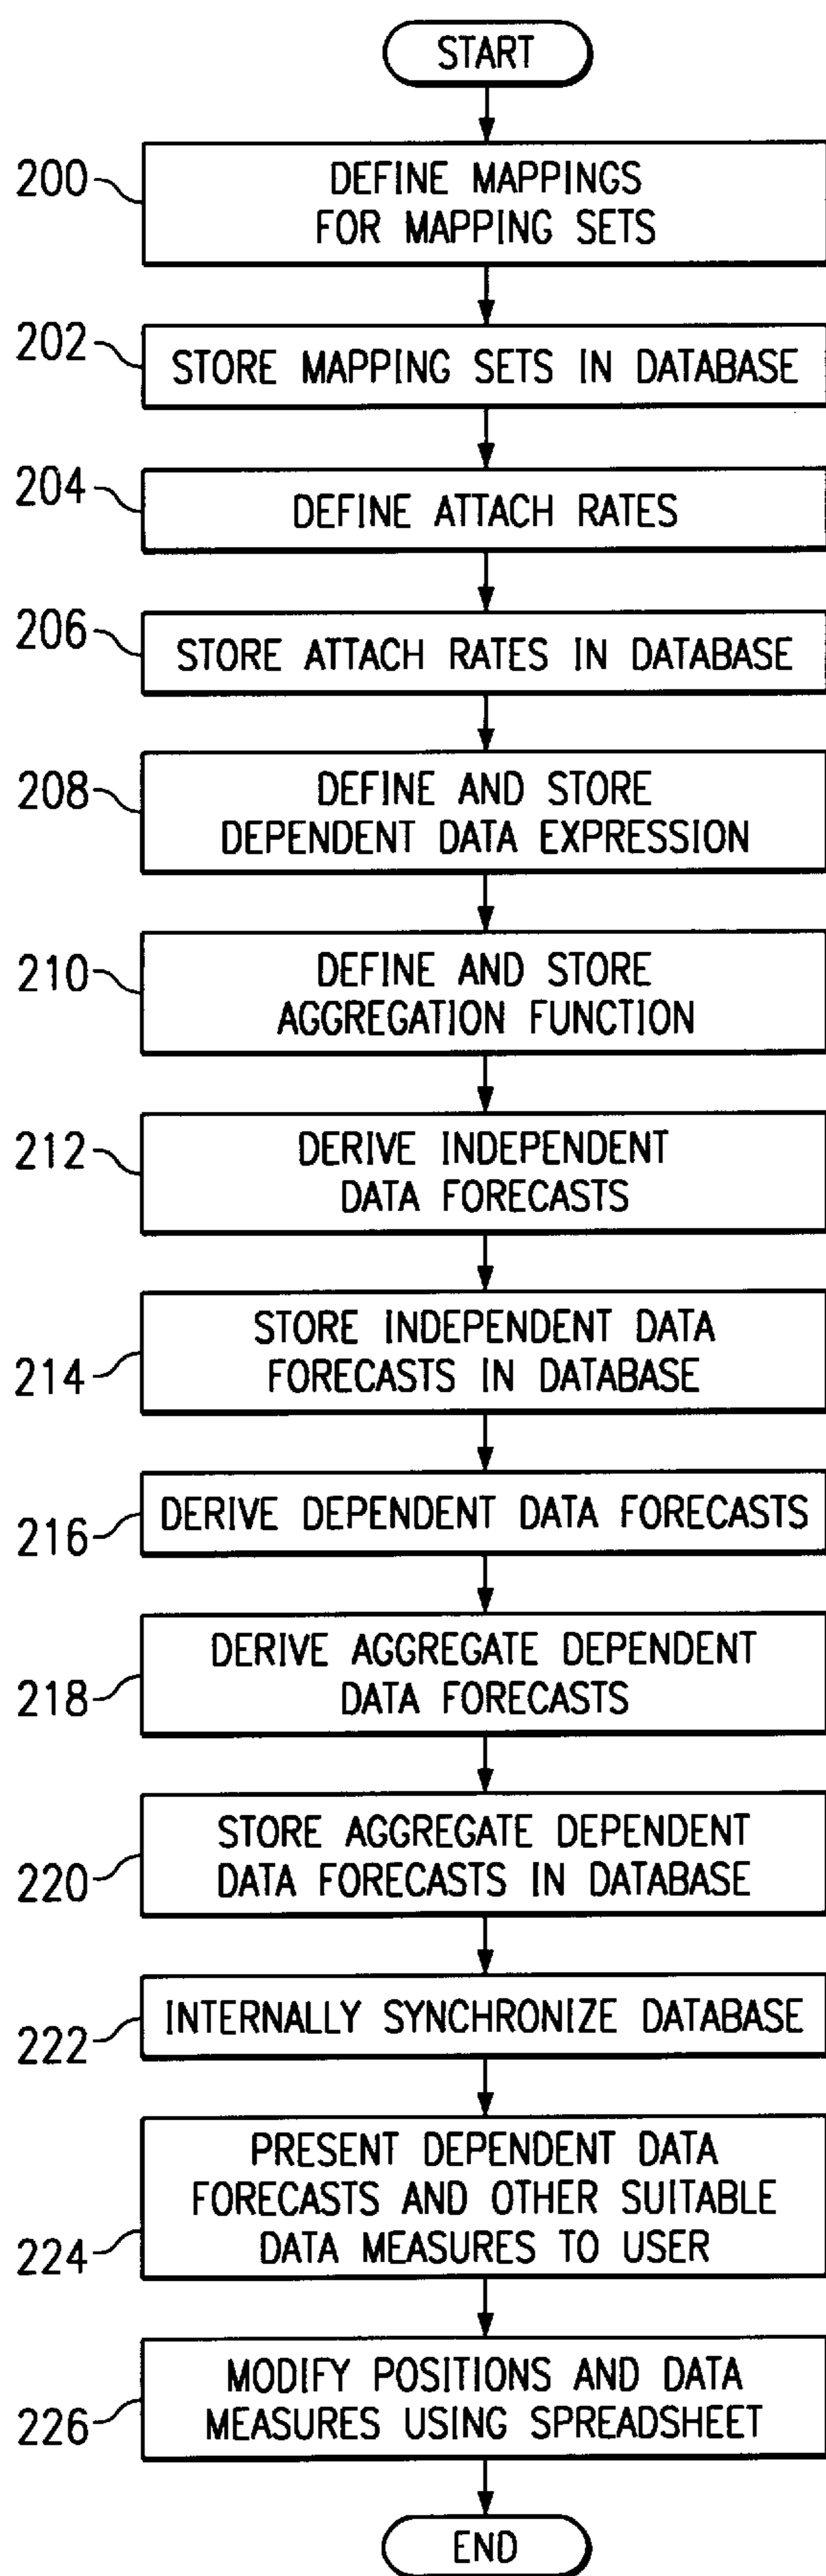 START
200
DEFINE MAPPINGS
FOR MAPPING SETS
202
STORE MAPPING SETS IN DATABASE
204
DEFINE ATTACH RATES
206
STORE ATTACH RATES IN DATABASE
208
DEFINE AND STORE
DEPENDENT DATA EXPRESSION
210
DEFINE AND STORE
AGGREGATION FUNCTION
212
DERIVE INDEPENDENT
DATA FORECASTS
214
STORE INDEPENDENT DATA
FORECASTS IN DATABASE
216
DERIVE DEPENDENT DATA FORECASTS
218
DERIVE AGGREGATE DEPENDENT
DATA FORECASTS
220
STORE AGGREGATE DEPENDENT
DATA FORECASTS IN DATABASE
222
INTERNALLY SYNCHRONIZE DATABASE
224
PRESENT DEPENDENT DATA
FORECASTS AND OTHER SUITABLE
DATA MEASURES TO USER
226
MODIFY POSITIONS AND DATA
MEASURES USING SPREADSHEET
END